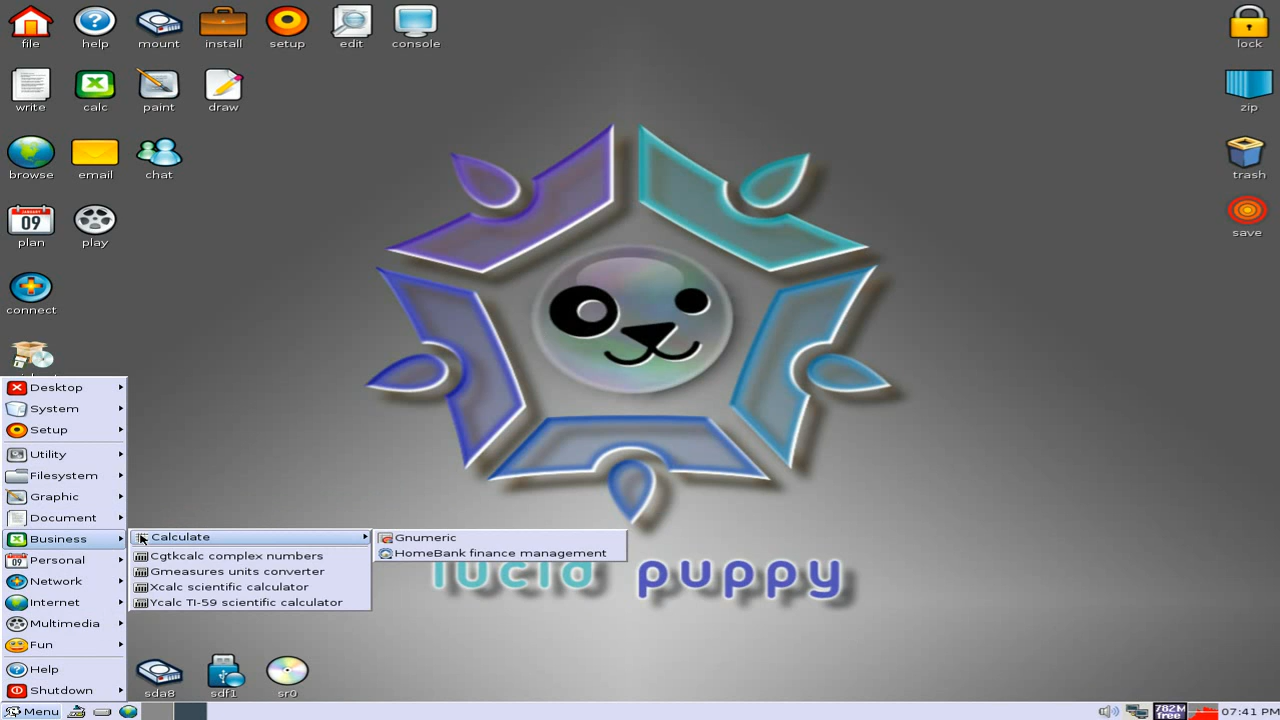 file help mount install setup edit console lock
write calc paint draw zip
browse email chat trash
JANUARY
09
plan play save
connect
Desktop
System
Setup
Utility
Filesystem
Graphic
Document
Business
Personal
Network
Internet
Multimedia
Fun
Help
Shutdown
Calculate
Cgtkcalc complex numbers
Gmeasures units converter
Xcalc scientific calculator
Ycalc TI-59 scientific calculator
Gnumeric
HomeBank finance management
lucid puppy
sda8 sdf1 sr0
Menu 782M free 07:41 PM